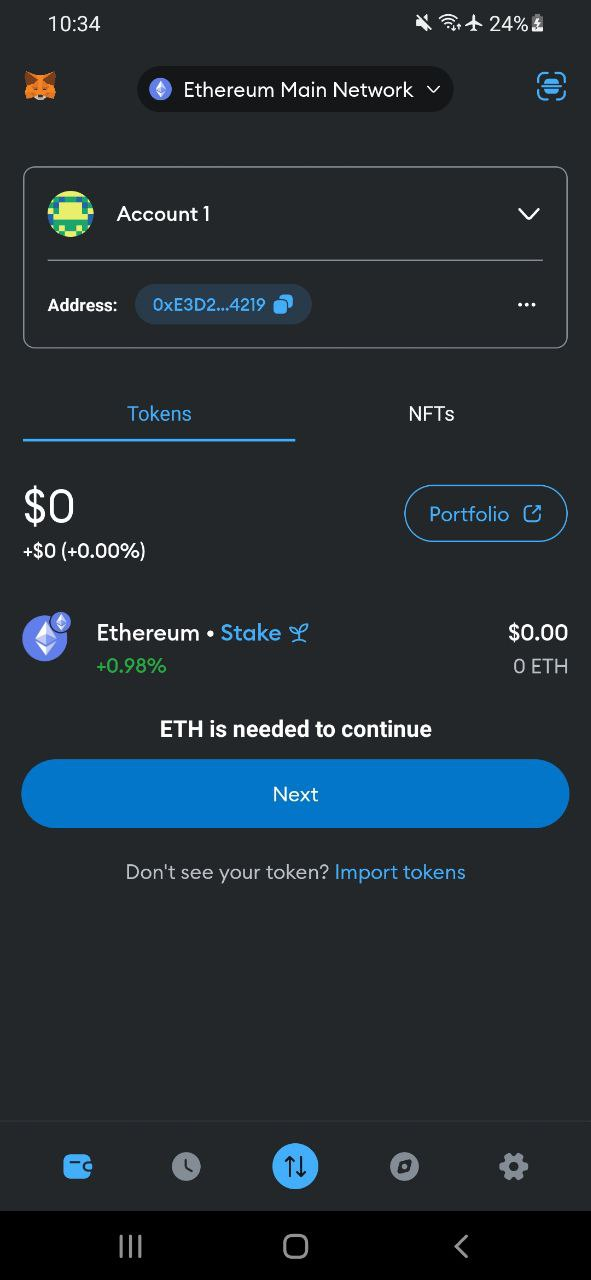 10:34
24%
Ethereum Main Network
Account 1
Address: 0xE3D2...4219
Tokens
NFTs
$0
Portfolio
+$0 (+0.00%)
Ethereum • Stake
$0.00
+0.98%
0 ETH
ETH is needed to continue
Next
Don't see your token? Import tokens